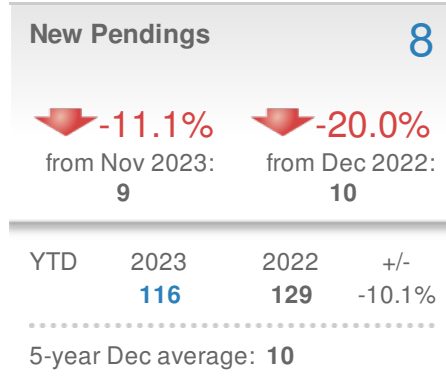 New Pendings 8
-11.1% -20.0%
from Nov 2023: from Dec 2022:
9 10
YTD 2023 2022 +/-
116 129 -10.1%
5-year Dec average: 10